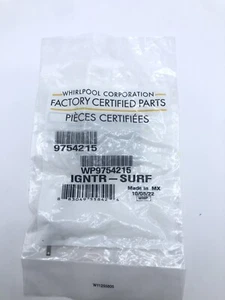 WHIRLPOOL CORPORATION
FACTORY CERTIFIED PARTS
PIÈCES CERTIFIÉES
9754215
WP9754215
IGNTR-SURF
Made in MX